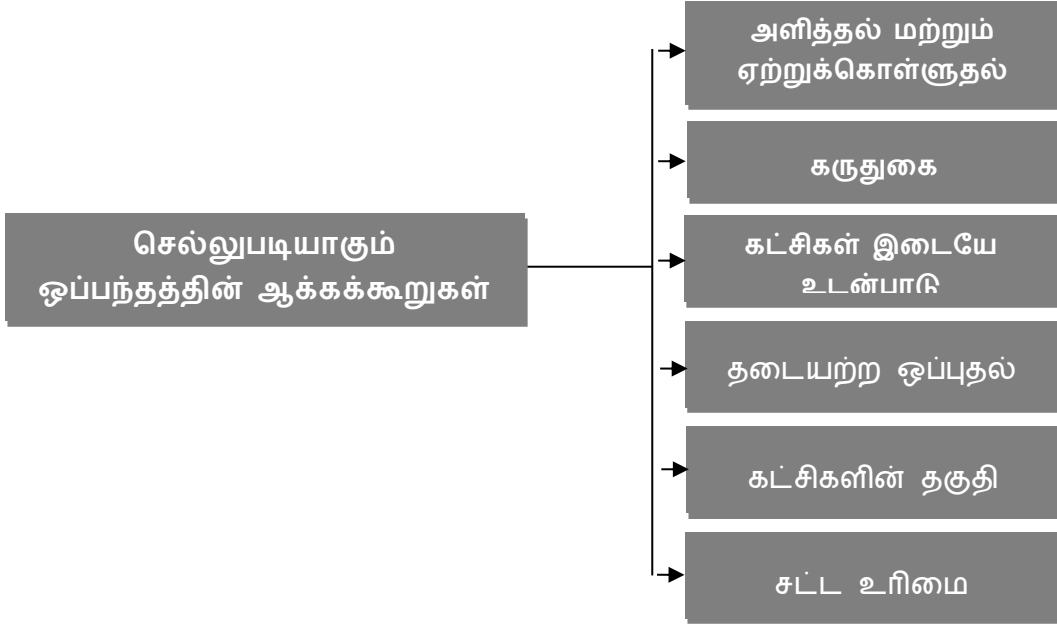 அளித்தல் மற்றும்
ஏற்றுக்கொள்ளுதல்
கருதுகை
செல்லுபடியாகும்
ஒப்பந்தத்தின் ஆக்கக்கூறுகள்
கட்சிகள் இடையே
உடன்பாடு
தடையற்ற ஒப்புதல்
கட்சிகளின் தகுதி
சட்ட உரிமை